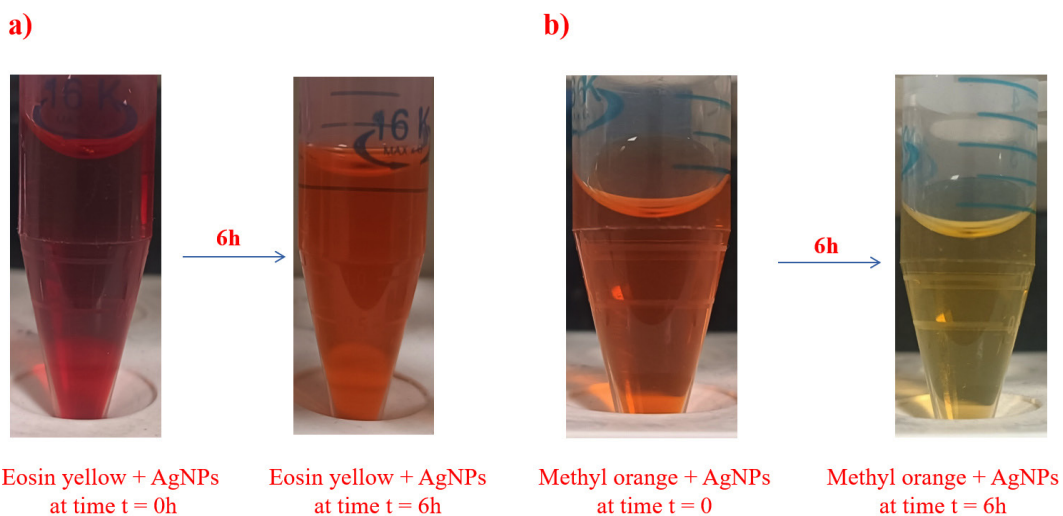 a)
b)
16 K
16 K
MAX
K
6h
6h
Eosin yellow + AgNPs
at time t = 0h
Eosin yellow + AgNPs
at time t = 6h
Methyl orange + AgNPs
at time t = 0
Methyl orange + AgNPs
at time t = 6h